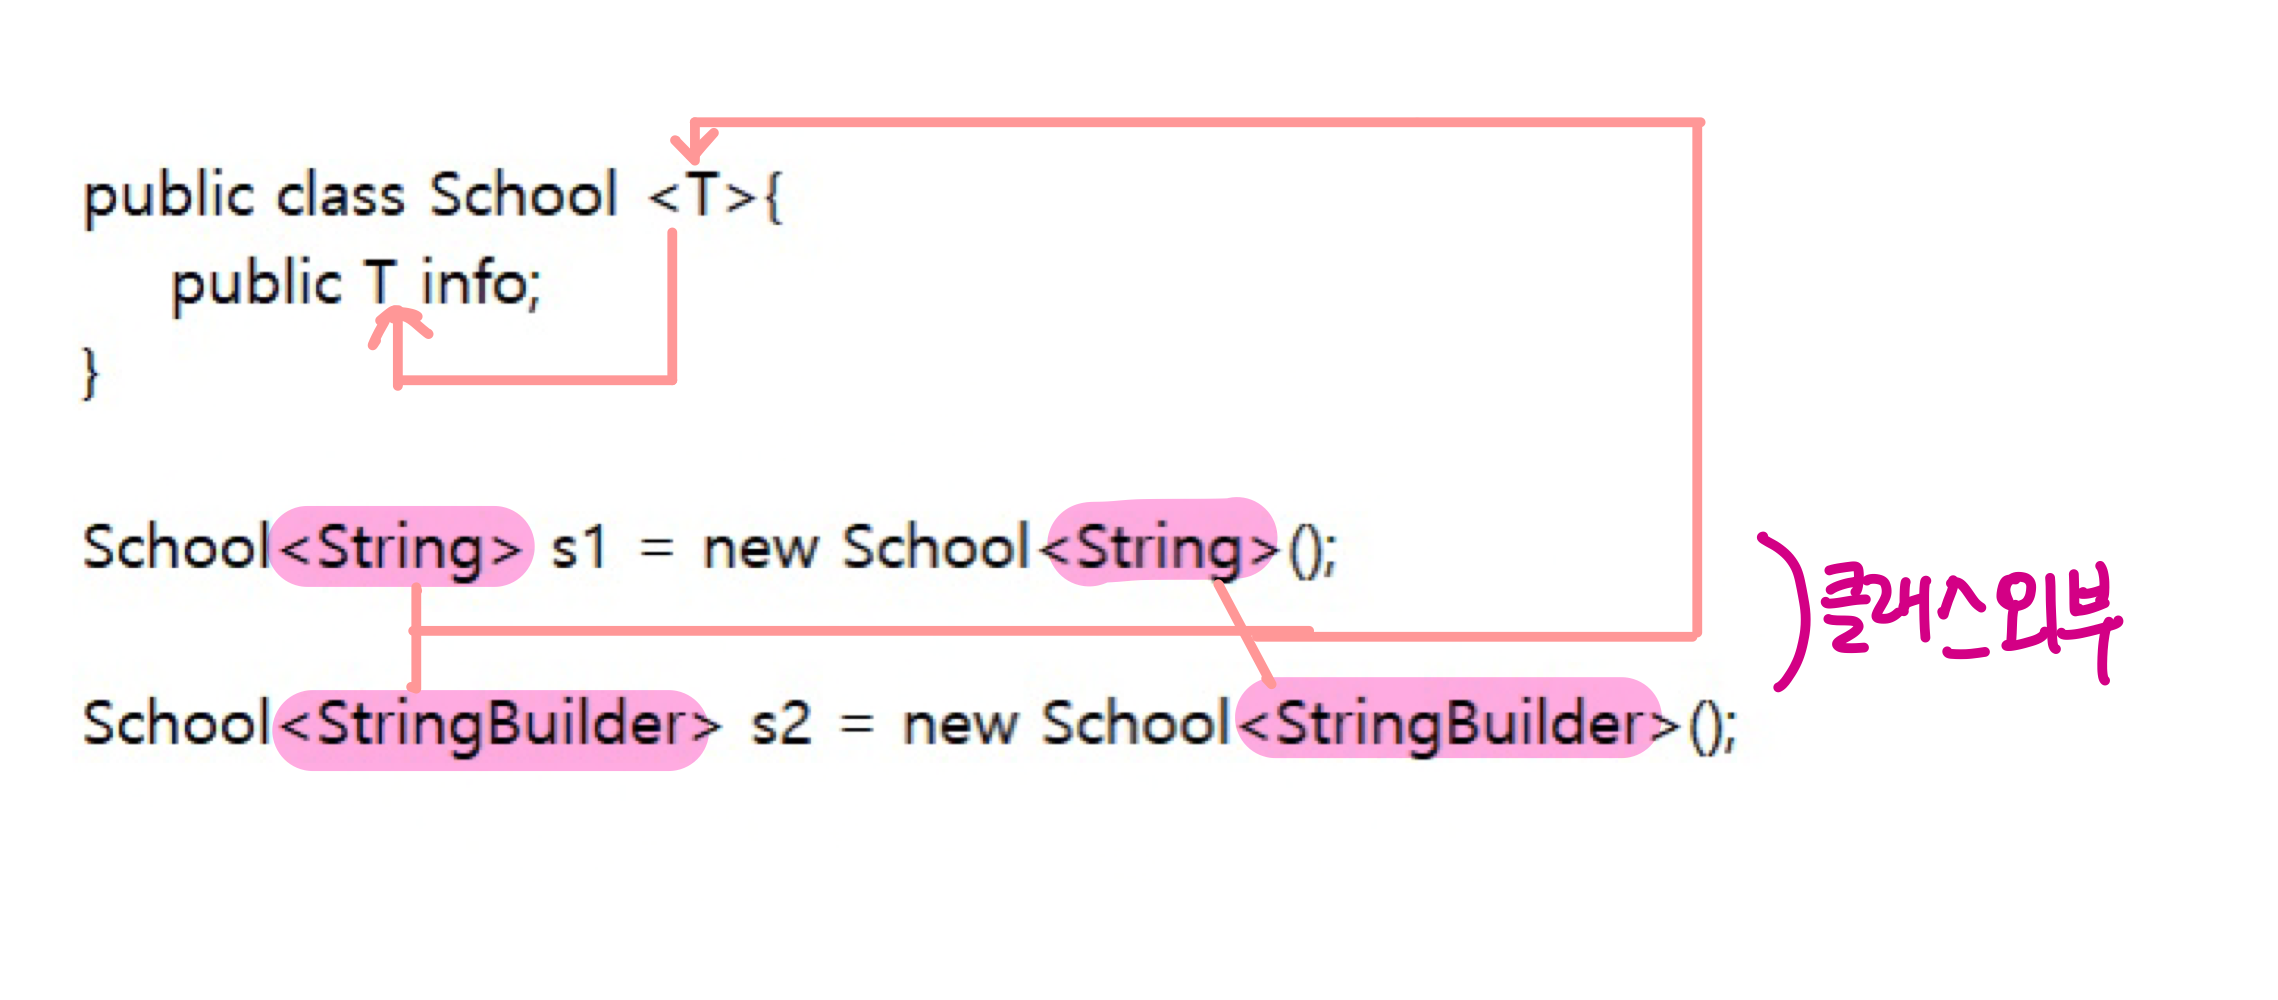 public class School <T>{
public T info;
}
School<String> s1 = new School<String>();
클래스외부
School<StringBuilder> s2 = new School<StringBuilder>();